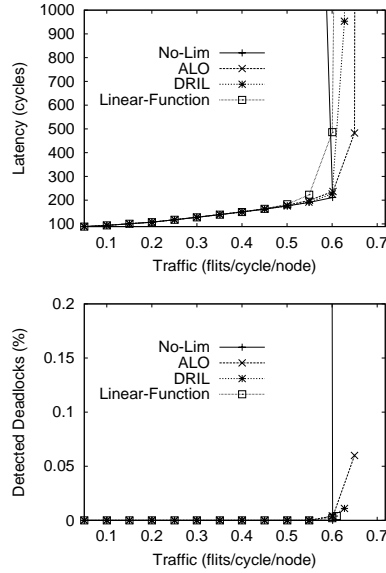 1000
900
800
700
600
500
400
300
200
100
Latency (cycles)
No-Lim
ALO
DRIL
Linear-Function
0.1 0.2 0.3 0.4 0.5 0.6 0.7
Traffic (flits/cycle/node)
0.2
0.15
0.1
0.05
0
Detected Deadlocks (%)
No-Lim
ALO
DRIL
Linear-Function
0.1 0.2 0.3 0.4 0.5 0.6 0.7
Traffic (flits/cycle/node)